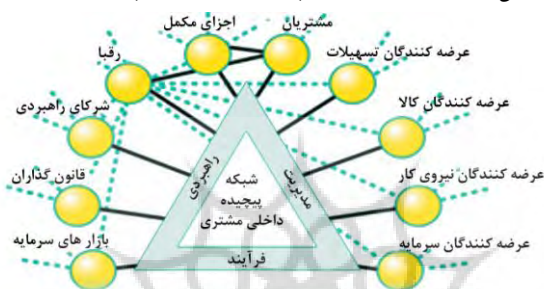 مشتریان
اجزای مکمل
رقبا
عرضه کنندگان تسهیلات
شرکای راهبردی
عرضه کنندگان کالا
قانون گذاران
عرضه کنندگان نیروی کار
بازار های سرمایه
عرضه کنندگان سرمایه
راهبردی
مدیریت
شبکه
پیچیده
داخلی مشتری
فرآیند